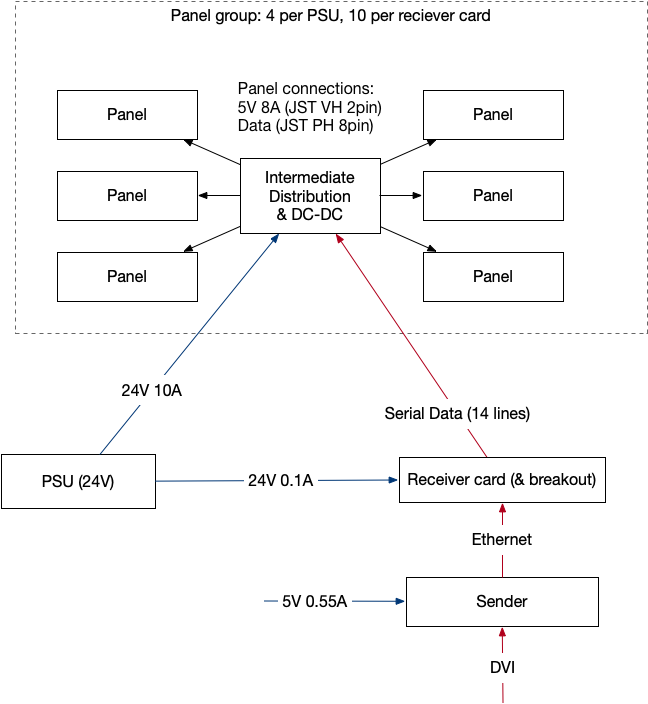 Panel group: 4 per PSU, 10 per reciever card
Panel connections:
5V 8A (JST VH 2pin)
Data (JST PH 8pin)
Panel
Panel
Intermediate
Distribution
& DC-DC
Panel
Panel
Panel
Panel
24V 10A
Serial Data (14 lines)
PSU (24V)
24V 0.1A
Receiver card (& breakout)
Ethernet
5V 0.55A
Sender
DVI